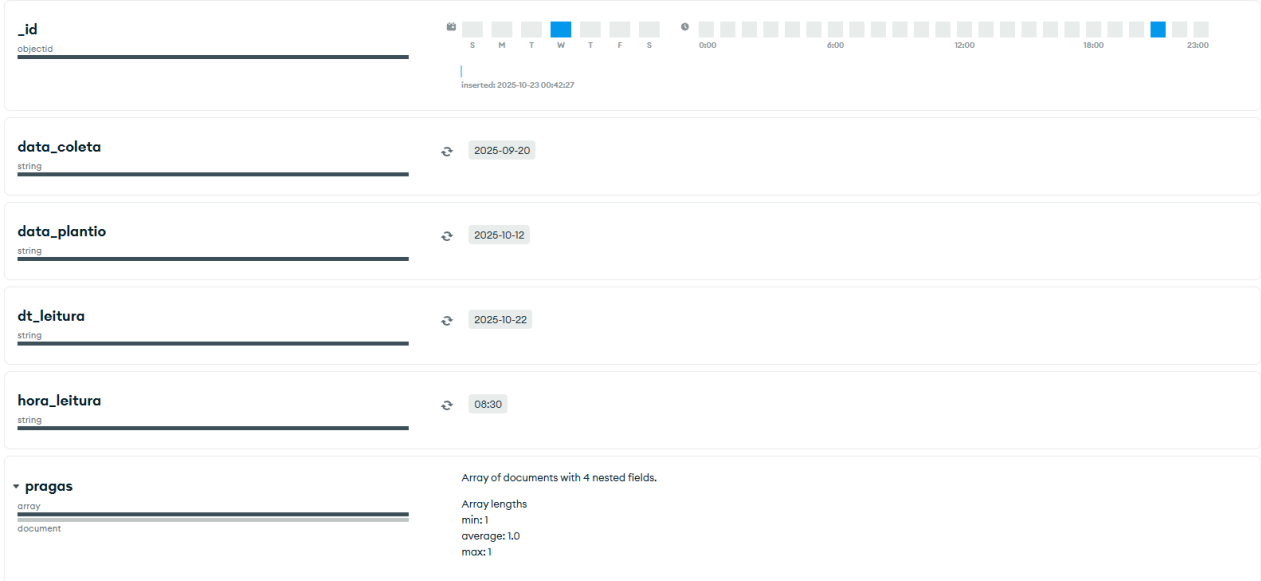 _id
objectid
S M T W T F S
0:00 6:00 12:00 18:00 23:00
inserted: 2025-10-23 00:42:27
data_coleta
string
2025-09-20
data_plantio
string
2025-10-12
dt_leitura
string
2025-10-22
hora_leitura
string
08:30
pragas
array
document
Array of documents with 4 nested fields.
Array lengths
min: 1
average: 1.0
max: 1